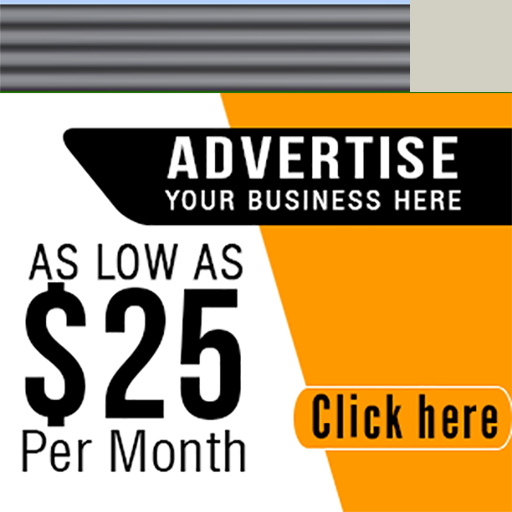 ADVERTISE
YOUR BUSINESS HERE
AS LOW AS
$25
Per Month
Click here